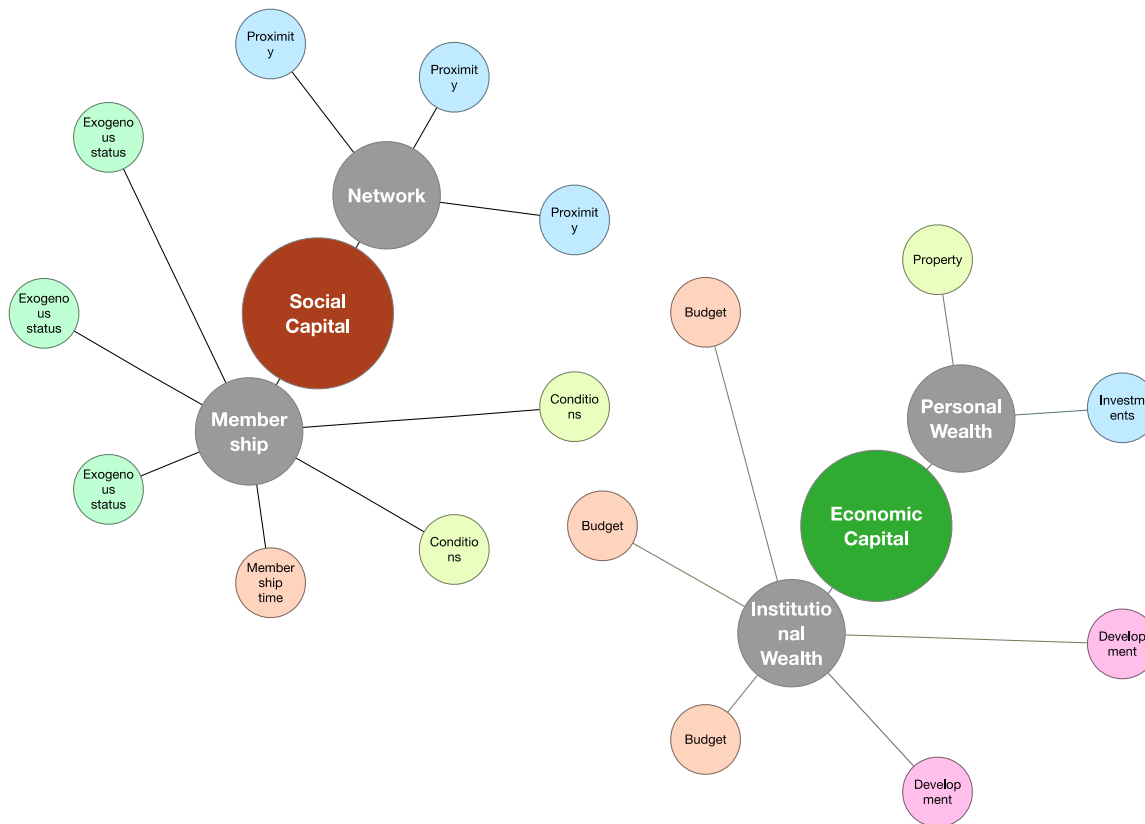 Proximit
y
Proximit
y
Exogeno
us
status
Network
Proximit
y
Property
Social
Capital
Exogeno
us
status
Budget
Conditio
ns
Investm
ents
Member
ship
Personal
Wealth
Exogeno
us
status
Economic
Capital
Budget
Conditio
ns
Member
ship
time
Institutio
nal
Wealth
Develop
ment
Budget
Develop
ment